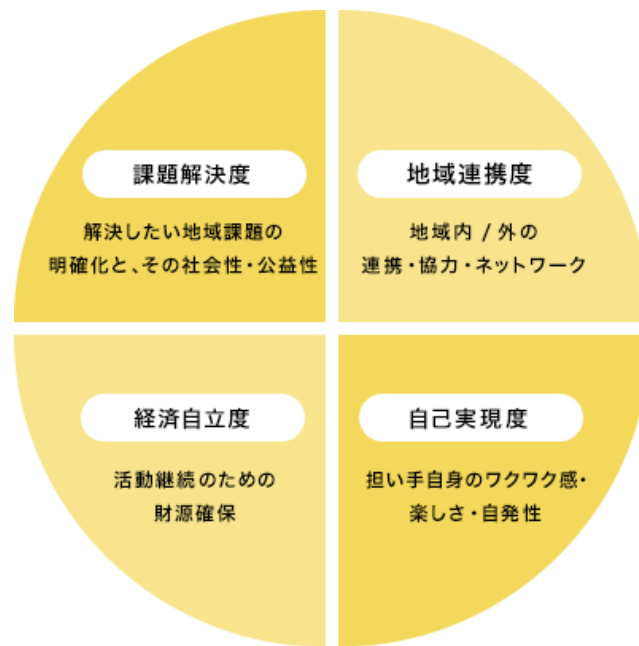 課題解決度
解決したい地域課題の
明確化と、その社会性・公益性
地域連携度
地域内 / 外の
連携・協力・ネットワーク
経済自立度
活動継続のための
財源確保
自己実現度
担い手自身のワクワク感・
楽しさ・自発性